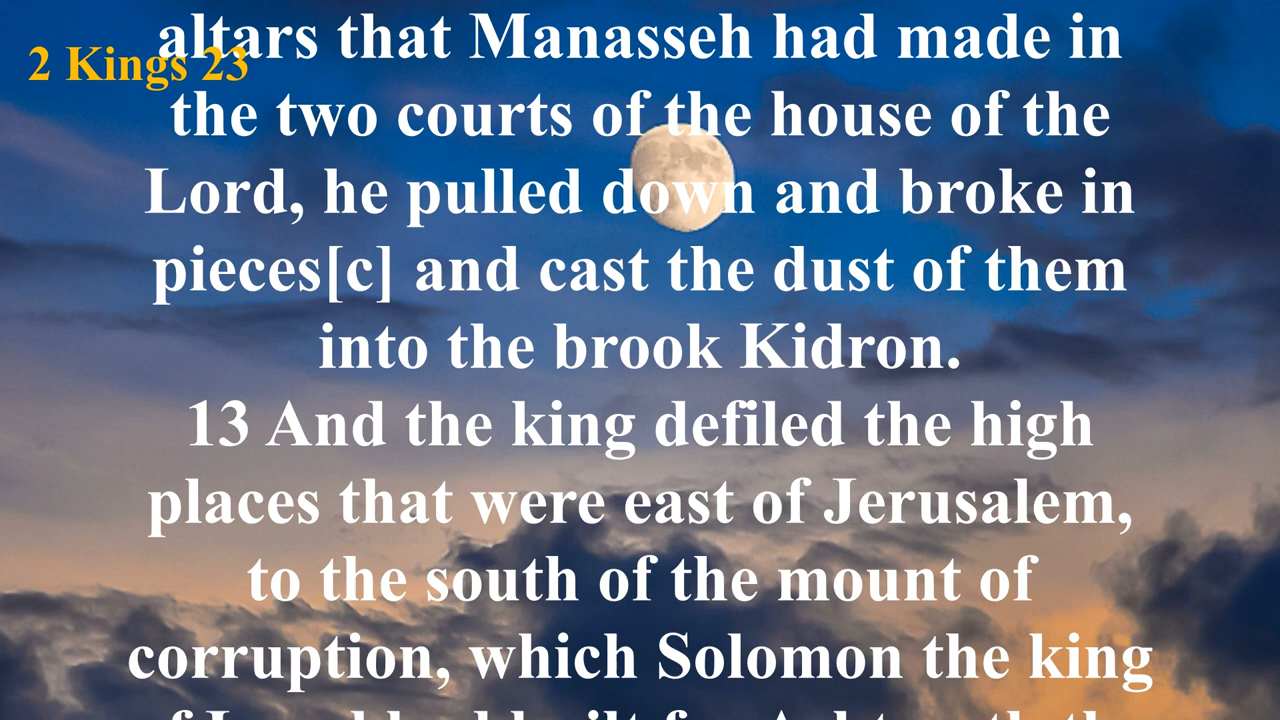 2 Kings 23
altars that Manasseh had made in
the two courts of the house of the
Lord, he pulled down and broke in
pieces[c] and cast the dust of them
into the brook Kidron.
13 And the king defiled the high
places that were east of Jerusalem,
to the south of the mount of
corruption, which Solomon the king